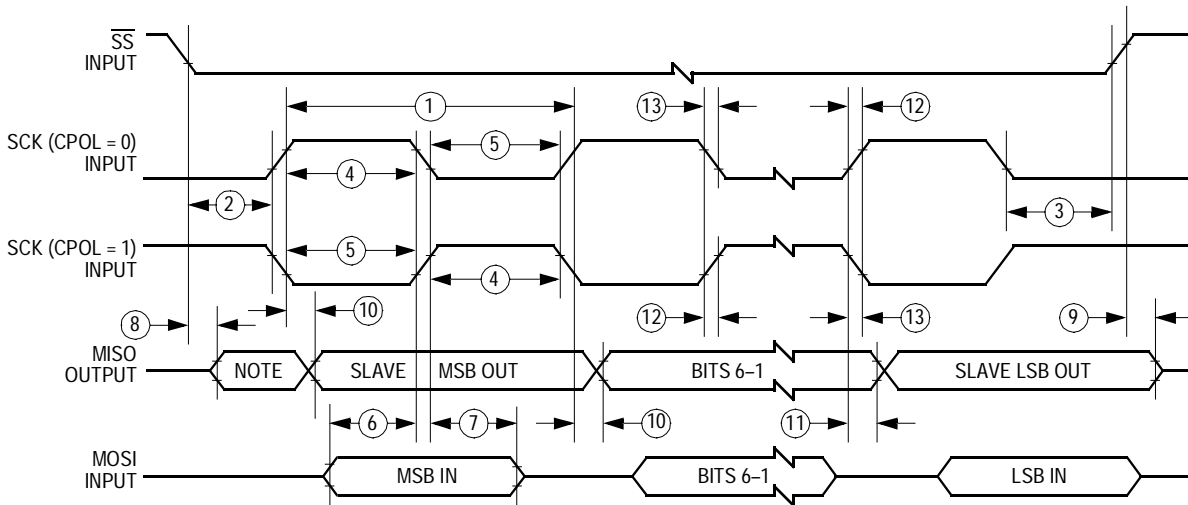 SS
INPUT
1
13
12
SCK (CPOL = 0)
INPUT
5
4
2
3
SCK (CPOL = 1)
INPUT
5
4
8
10
12
13
9
MISO
OUTPUT
NOTE
SLAVE MSB OUT
BITS 6–1
SLAVE LSB OUT
6
7
10
11
MOSI
INPUT
MSB IN
BITS 6–1
LSB IN